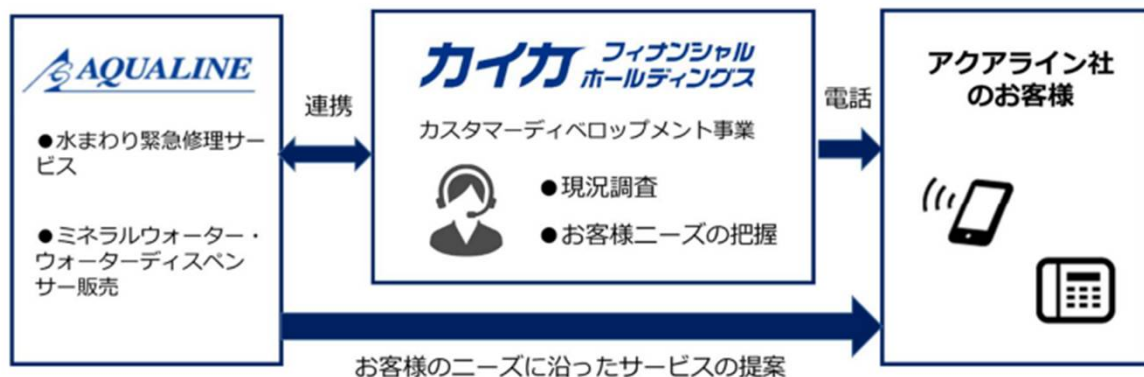 AQUALINE
●水まわり緊急修理サー
ビス
●ミネラルウォーター・
ウォーターディスペン
サー販売
連携
カイカ フィナンシャル
ホールディングス
カスタマーディベロップメント事業
●現況調査
●お客様ニーズの把握
電話
アクアライン社
のお客様
お客様のニーズに沿ったサービスの提案